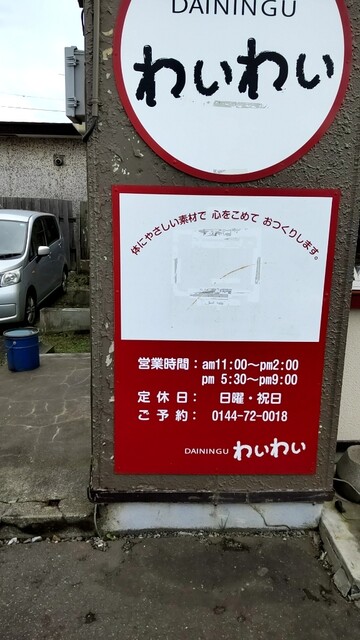 DAININGU
わいわい
体にやさしい素材で 心をこめて おつくりします。
営業時間：am11:00～pm2:00
pm 5:30～pm9:00
定休日： 日曜・祝日
ご予約： 0144-72-0018
DAININGU わいわい